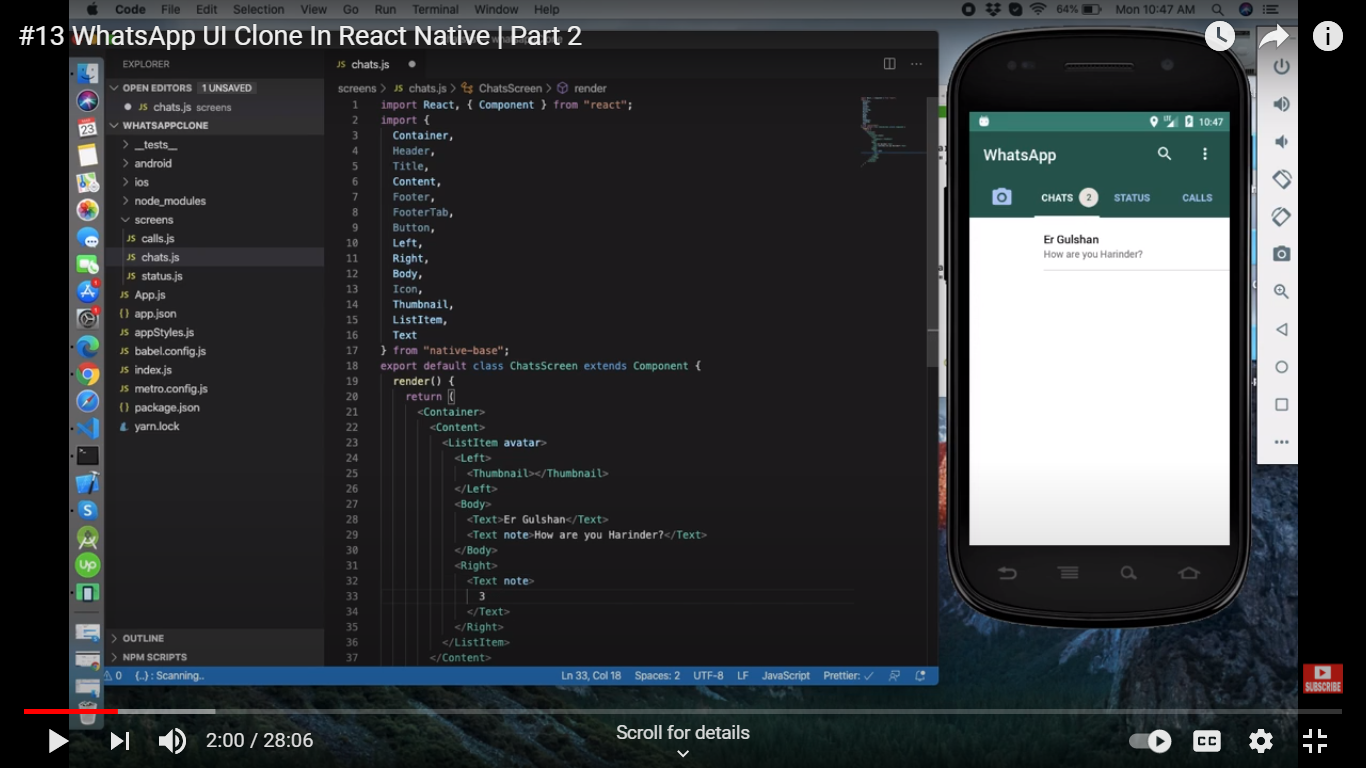 Code File Edit Selection View Go Run Terminal Window Help
64% Mon 10:47 AM
#13 WhatsApp UI Clone In React Native | Part 2
EXPLORER
OPEN EDITORS 1 UNSAVED
JS chats.js screens
WHATSAPPCLONE
__tests__
android
ios
node_modules
screens
JS calls.js
JS chats.js
JS status.js
JS App.js
{} app.json
JS appStyles.js
JS babel.config.js
JS index.js
JS metro.config.js
{} package.json
yarn.lock
OUTLINE
NPM SCRIPTS
23
UP
JS chats.js
screens > JS chats.js > ChatsScreen > render
1 import React, { Component } from "react";
2 import {
3 Container,
4 Header,
5 Title,
6 Content,
7 Footer,
8 FooterTab,
9 Button,
10 Left,
11 Right,
12 Body,
13 Icon,
14 Thumbnail,
15 ListItem,
16 Text
17 } from "native-base";
18 export default class ChatsScreen extends Component {
19 render() {
20 return (
21 <Container>
22 <Content>
23 <ListItem avatar>
24 <Left>
25 <Thumbnail></Thumbnail>
26 </Left>
27 <Body>
28 <Text>Er Gulshan</Text>
29 <Text note>How are you Harinder?</Text>
30 </Body>
31 <Right>
32 <Text note>
33 3
34 </Text>
35 </Right>
36 </ListItem>
37 </Content>
0 {..} : Scanning..
Ln 33, Col 18 Spaces: 2 UTF-8 LF JavaScript Prettier: ✓
10:47
WhatsApp
CHATS 2 STATUS CALLS
Er Gulshan
How are you Harinder?
SUBSCRIBE
2:00 / 28:06
Scroll for details
CC